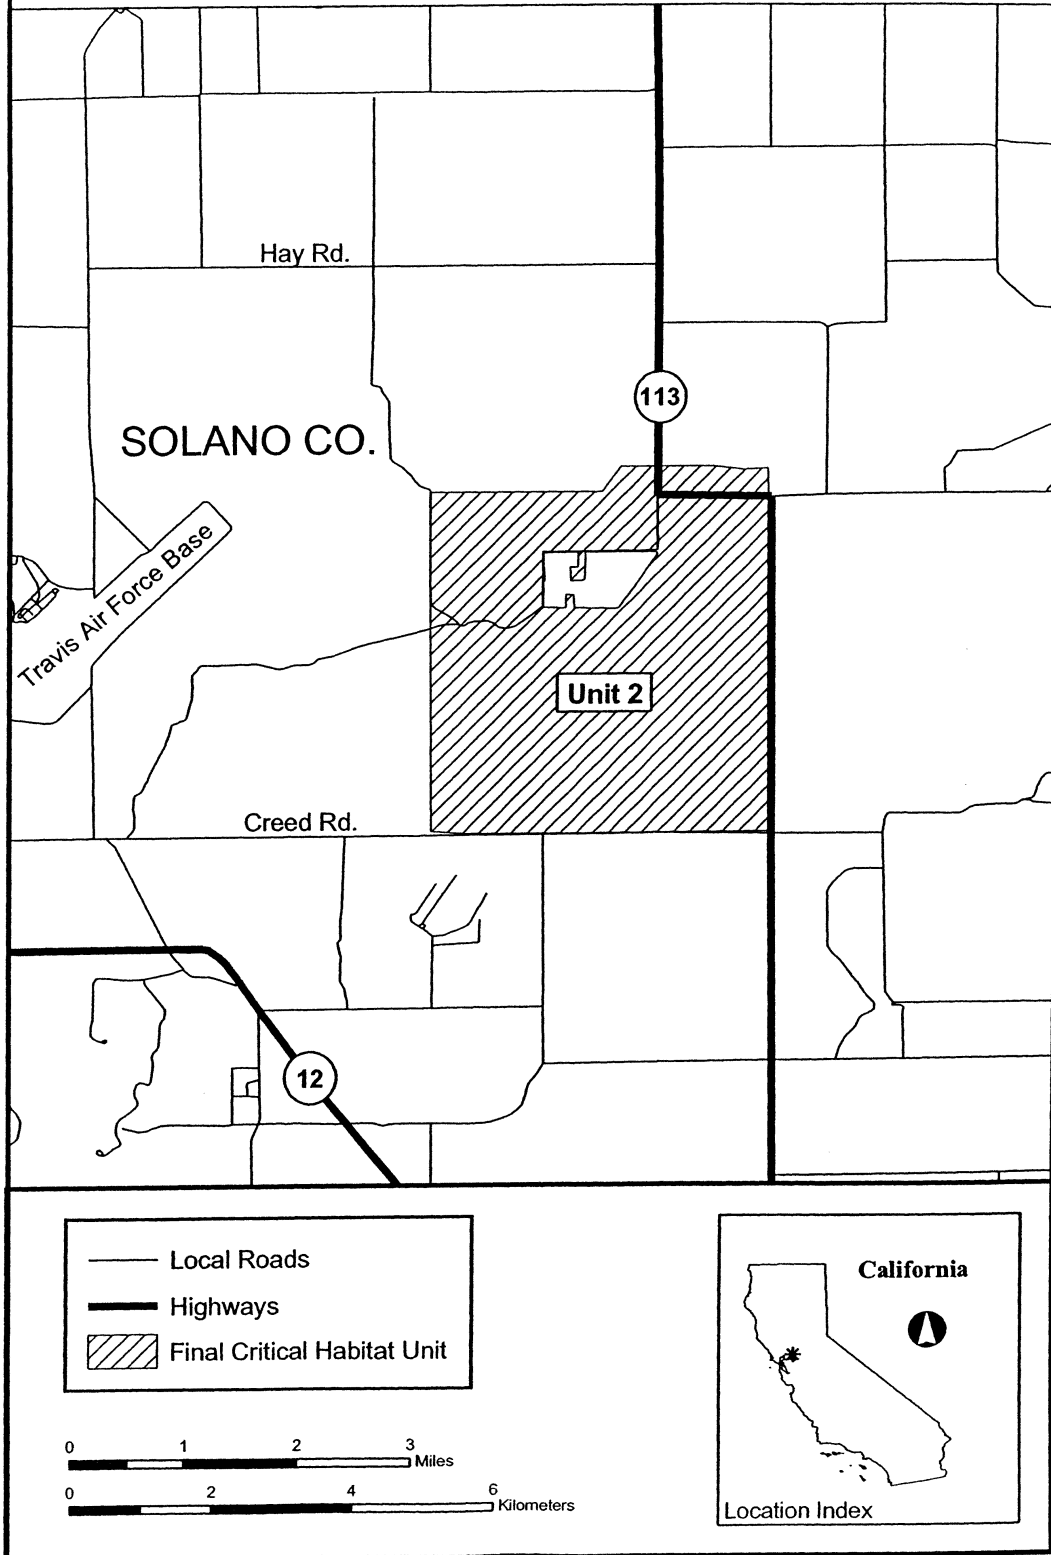 Hay Rd.
113
SOLANO CO.
Travis Air Force Base
Unit 2
Creed Rd.
12
Local Roads
Highways
Final Critical Habitat Unit
0 1 2 3
Miles
0 2 4 6
Kilometers
California
Location Index